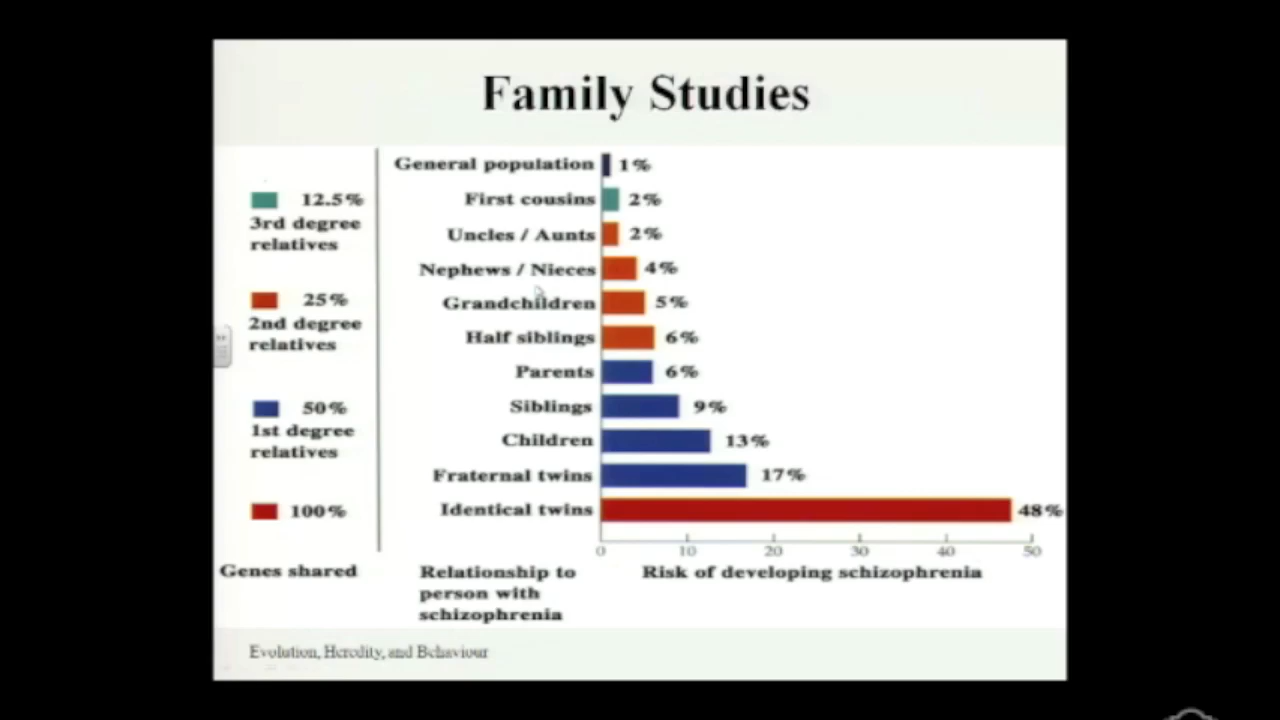 Family Studies
General population 1%
12.5% First cousins 2%
3rd degree
relatives
Uncles / Aunts 2%
Nephews / Nieces 4%
25% Grandchildren 5%
2nd degree
relatives
Half siblings 6%
Parents 6%
50% Siblings 9%
1st degree
relatives
Children 13%
Fraternal twins 17%
100% Identical twins 48%
0 10 20 30 40 50
Genes shared
Relationship to
person with
schizophrenia
Risk of developing schizophrenia
Evolution, Heredity, and Behaviour